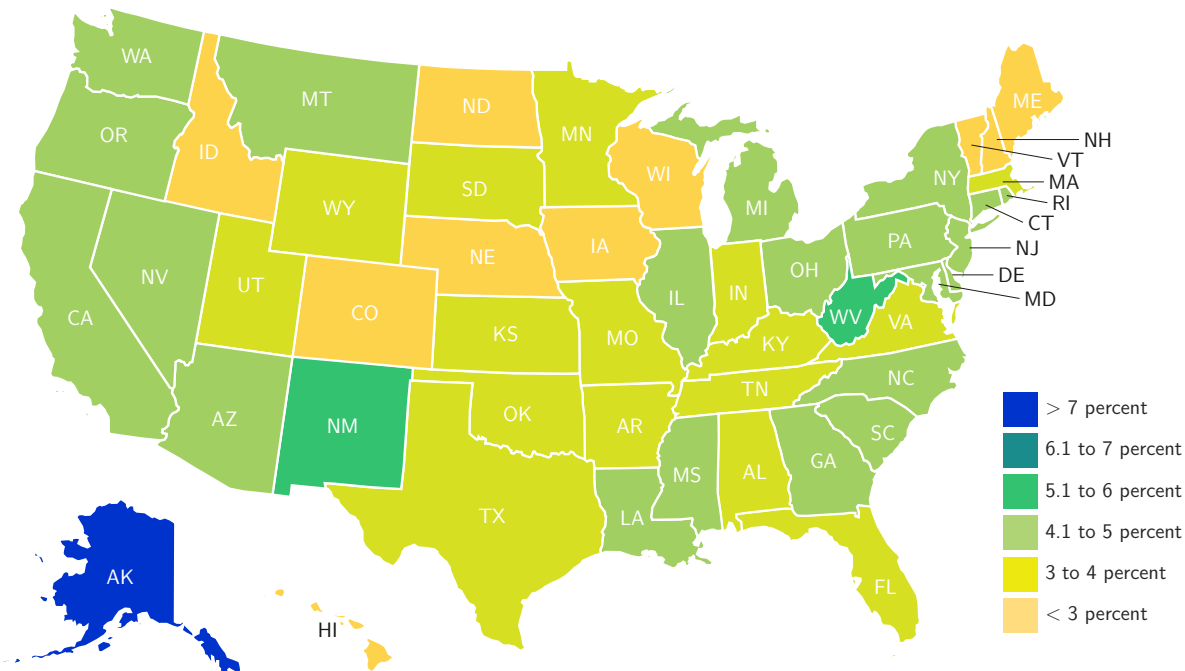 WA
MT
ND
MN
ME
OR
ID
SD
WI
NH
VT
MA
RI
CT
NJ
DE
MD
NY
MI
WY
NE
IA
PA
OH
NV
UT
CO
IL
IN
WV
VA
CA
KS
MO
KY
NC
TN
AZ
NM
OK
AR
SC
MS
AL
GA
TX
LA
FL
AK
HI
> 7 percent
6.1 to 7 percent
5.1 to 6 percent
4.1 to 5 percent
3 to 4 percent
< 3 percent